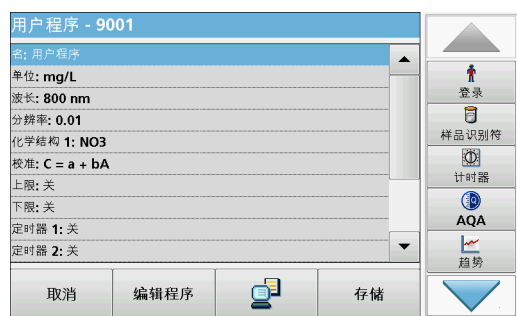 用户程序 - 9001
名: 用户程序
单位: mg/L
波长: 800 nm
分辨率: 0.01
化学结构 1: NO3
校准: C = a + bA
上限: 关
下限: 关
定时器 1: 关
定时器 2: 关
登录
样品识别符
计时器
AQA
趋势
取消
编辑程序
存储